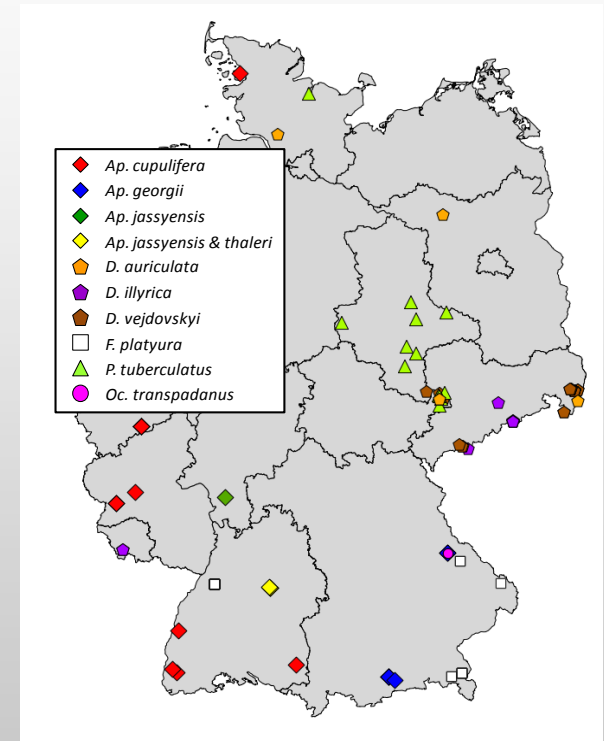 Ap. cupulifera
Ap. georgii
Ap. jassyensis
Ap. jassyensis & thaleri
D. auriculata
D. illyrica
D. vejdovskyi
F. platyura
P. tuberculatus
Oc. transpadanus